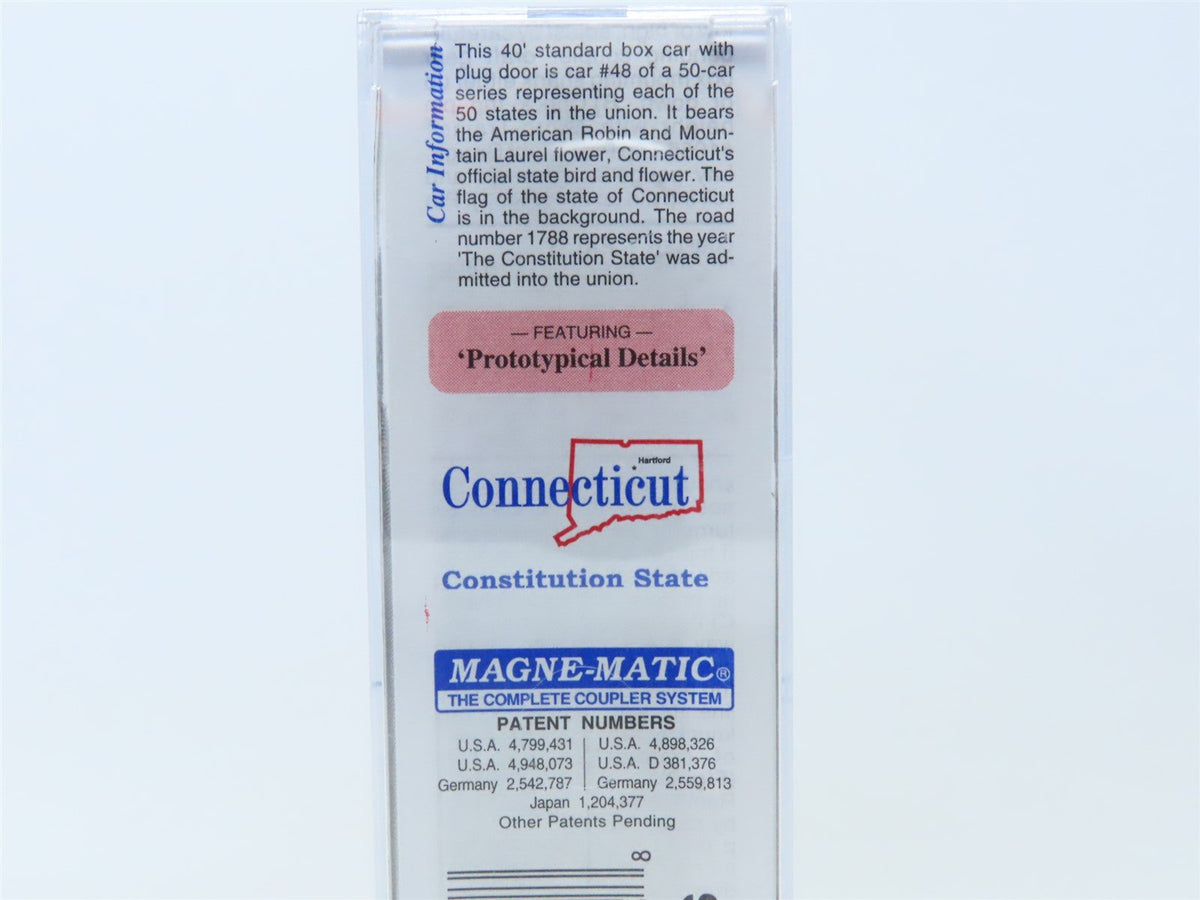 Car Information
This 40' standard box car with
plug door is car #48 of a 50-car
series representing each of the
50 states in the union. It bears
the American Robin and Moun-
tain Laurel flower, Connecticut's
official state bird and flower. The
flag of the state of Connecticut
is in the background. The road
number 1788 represents the year
'The Constitution State' was ad-
mitted into the union.
— FEATURING —
‘Prototypical Details’
Hartford
Connecticut
Constitution State
MAGNE-MATIC®
THE COMPLETE COUPLER SYSTEM
PATENT NUMBERS
U.S.A. 4,799,431 | U.S.A. 4,898,326
U.S.A. 4,948,073 | U.S.A. D 381,376
Germany 2,542,787 | Germany 2,559,813
Japan 1,204,377
Other Patents Pending
8